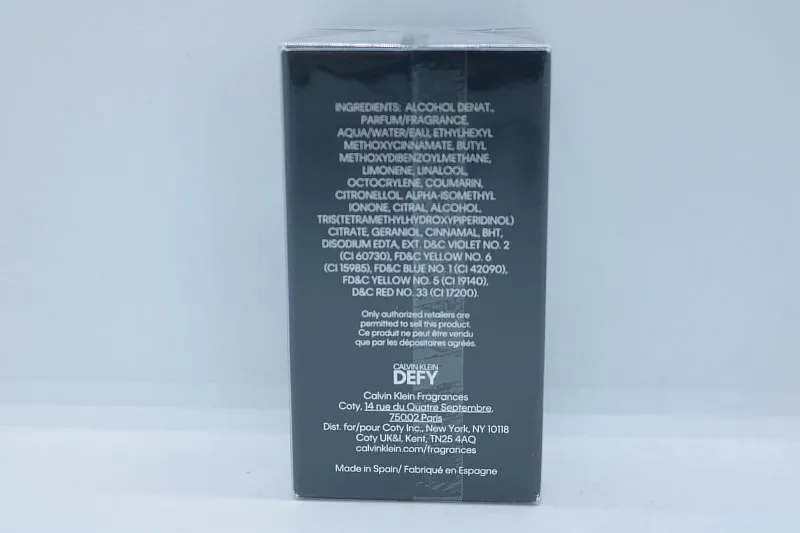 INGREDIENTS: ALCOHOL DENAT.,
PARFUM/FRAGRANCE,
AQUA/WATER/EAU, ETHYLHEXYL
METHOXYCINNAMATE, BUTYL
METHOXYDIBENZOYLMETHANE,
LIMONENE, LINALOOL,
OCTOCRYLENE, COUMARIN,
CITRONELLOL, ALPHA-ISOMETHYL
IONONE, CITRAL, ALCOHOL,
TRIS(TETRAMETHYLHYDROXYPIPERIDINOL)
CITRATE, GERANIOL, CINNAMAL, BHT,
DISODIUM EDTA, EXT. D&C VIOLET NO. 2
(CI 60730), FD&C YELLOW NO. 6
(CI 15985), FD&C BLUE NO. 1 (CI 42090),
FD&C YELLOW NO. 5 (CI 19140),
D&C RED NO. 33 (CI 17200).
Only authorized retailers are
permitted to sell this product.
Ce produit ne peut être vendu
que par les dépositaires agréés.
CALVIN KLEIN
DEFY
Calvin Klein Fragrances
Coty, 14 rue du Quatre Septembre,
75002 Paris
Dist. for/pour Coty Inc., New York, NY 10118
Coty UK&I, Kent, TN25 4AQ
calvinklein.com/fragrances
Made in Spain/ Fabriqué en Espagne